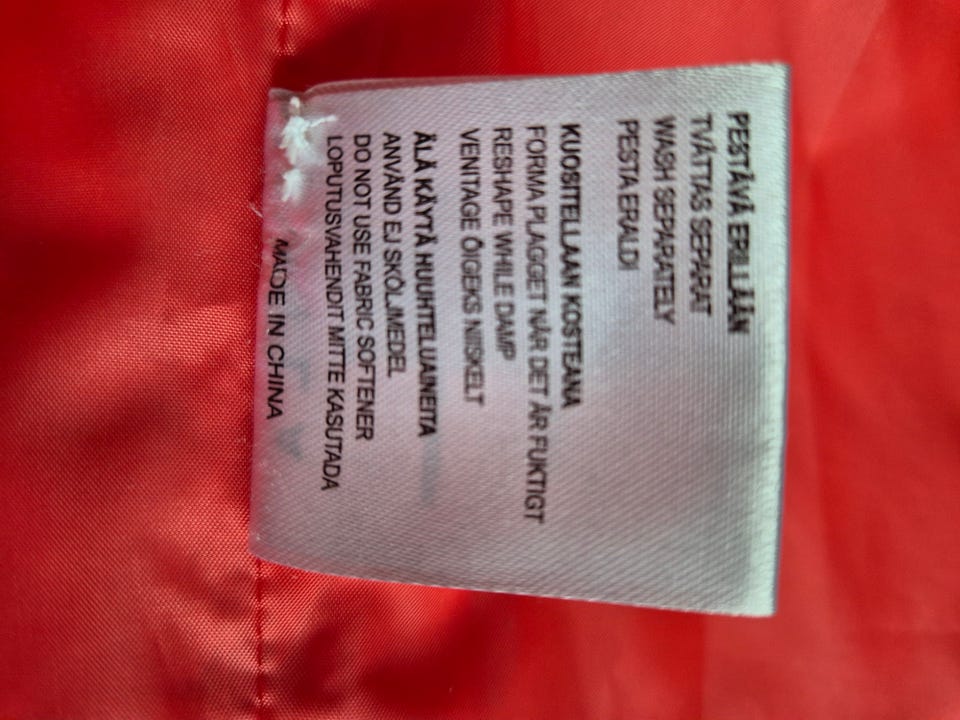 PESTÄVÄ ERILLÄÄN
TVÄTTAS SEPARAT
WASH SEPARATELY
PESTA ERALDI
KUOSITELLAAN KOSTEANA
FORMA PLAGGET NÄR DET ÄR FUKTIGT
RESHAPE WHILE DAMP
VENITAGE ÕIGEKS NIISKELT
ÄLÄ KÄYTÄ HUUHTELUAINEITA
ANVÄND EJ SKÖLJMEDEL
DO NOT USE FABRIC SOFTENER
LOPUTUSVAHENDIT MITTE KASUTADA
MADE IN CHINA